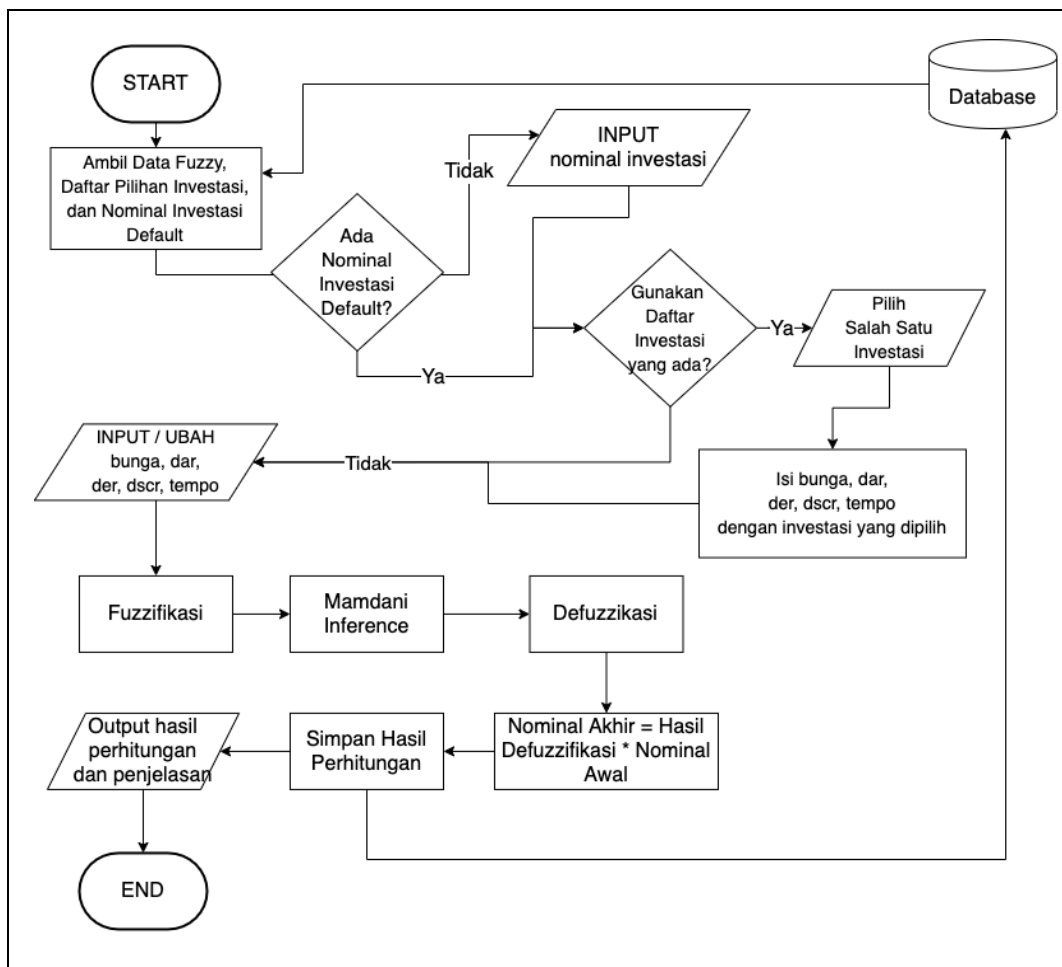 START
Database
INPUT
nominal investasi
Tidak
Ambil Data Fuzzy,
Daftar Pilihan Investasi,
dan Nominal Investasi
Default
Ada
Nominal
Investasi
Default?
Ya
Gunakan
Daftar
Investasi
yang ada?
Ya
Pilih
Salah Satu
Investasi
INPUT / UBAH
bunga, dar,
der, dscr, tempo
Tidak
Isi bunga, dar,
der, dscr, tempo
dengan investasi yang dipilih
Fuzzifikasi
Mamdani
Inference
Defuzzikasi
Output hasil
perhitungan
dan penjelasan
Simpan Hasil
Perhitungan
Nominal Akhir = Hasil
Defuzzifikasi * Nominal
Awal
END